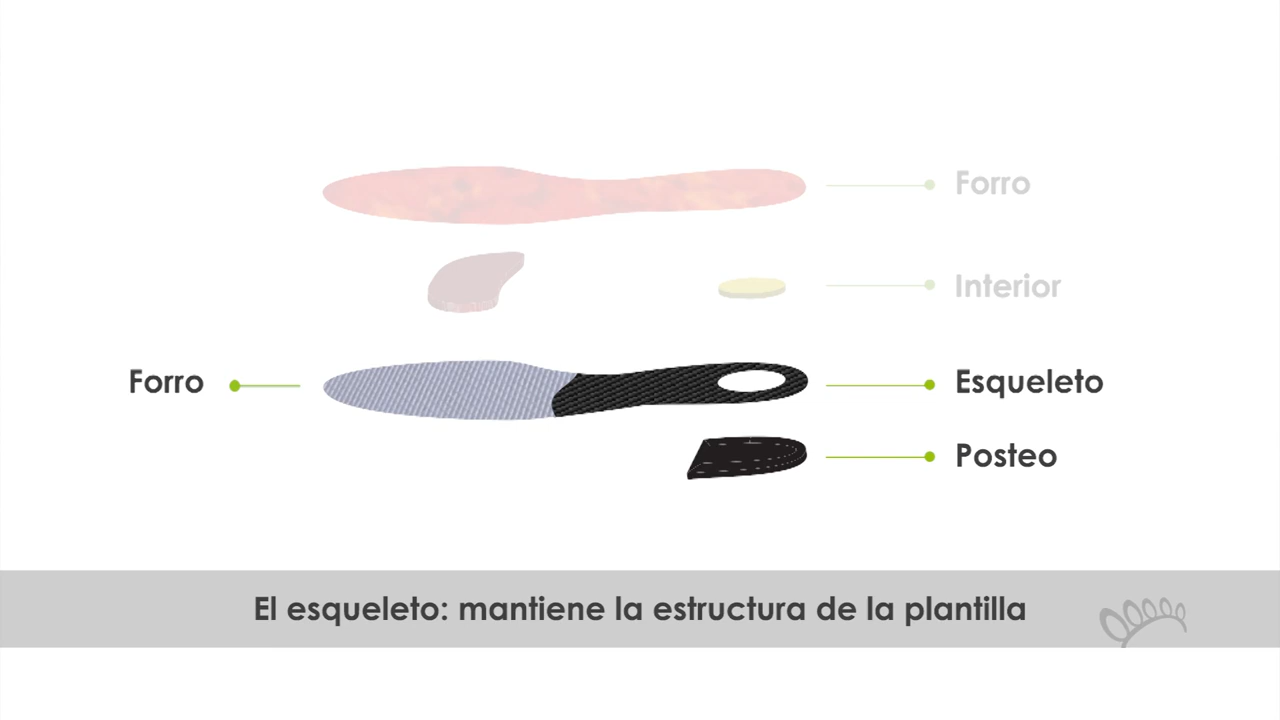 Forro
Interior
Forro
Esqueleto
Posteo
El esqueleto: mantiene la estructura de la plantilla